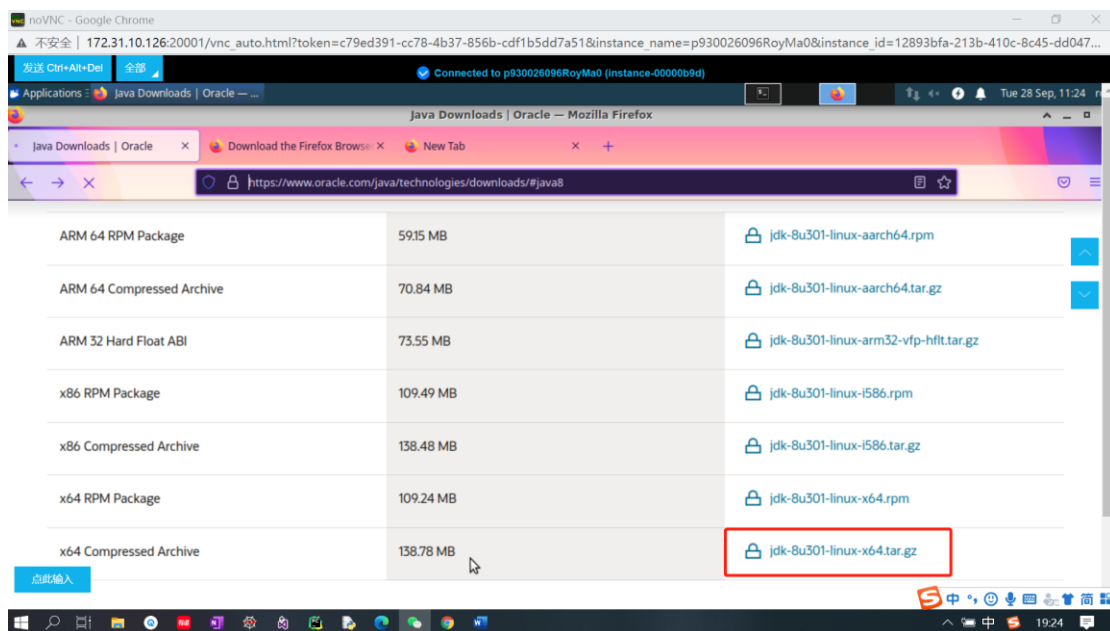 noVNC - Google Chrome
不安全 | 172.31.10.126:20001/vnc_auto.html?token=c79ed391-cc78-4b37-856b-cdf1b5dd7a51&instance_name=p930026096RoyMa0&instance_id=12893bfa-213b-410c-8c45-dd047...
发送 Ctrl+Alt+Del 全部 Connected to p930026096RoyMa0 (instance-00000b9d)
Applications Java Downloads | Oracle — ... Tue 28 Sep, 11:24
Java Downloads | Oracle — Mozilla Firefox
Java Downloads | Oracle Download the Firefox Browser New Tab
https://www.oracle.com/java/technologies/downloads/#java8
ARM 64 RPM Package 59.15 MB jdk-8u301-linux-aarch64.rpm
ARM 64 Compressed Archive 70.84 MB jdk-8u301-linux-aarch64.tar.gz
ARM 32 Hard Float ABI 73.55 MB jdk-8u301-linux-arm32-vfp-hflt.tar.gz
x86 RPM Package 109.49 MB jdk-8u301-linux-i586.rpm
x86 Compressed Archive 138.48 MB jdk-8u301-linux-i586.tar.gz
x64 RPM Package 109.24 MB jdk-8u301-linux-x64.rpm
x64 Compressed Archive 138.78 MB jdk-8u301-linux-x64.tar.gz
点此输入
中 简
中 19:24